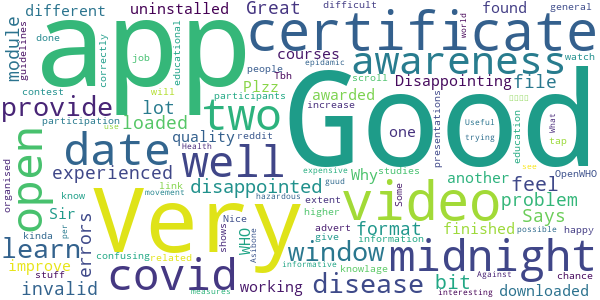 different
uninstalled
Great
difficult
found
general
module
guidelines
done
correctly
job
educational
app
certificate
world
watch
people
Tbh
epidamic
courses
awareness
contest
will
participants
Plzz
scroll
Disappointing
file
provide
lot
two
awarded
increase
participation
loaded
quality
reddit
one
presentations
Useful
trying
education
What
tap
open
use
Good
date
well
experienced
Health
Why
studies
another
expensive
see
OpenWHO
organised
Sir
know
per
errors
Very
disappointed
link
movement
hazardous
guud
video
Some
feel
problem
possible
happy
extent
format
finished
Says
Nice
advert
higher
give
information
learn
kinda
stuff
confusing
related
shows
WHO
Asibone
window
midnight
improve
covid
informative
knowlage
chance
invalid
measures
working
disease
bit
Against
interesting
downloaded